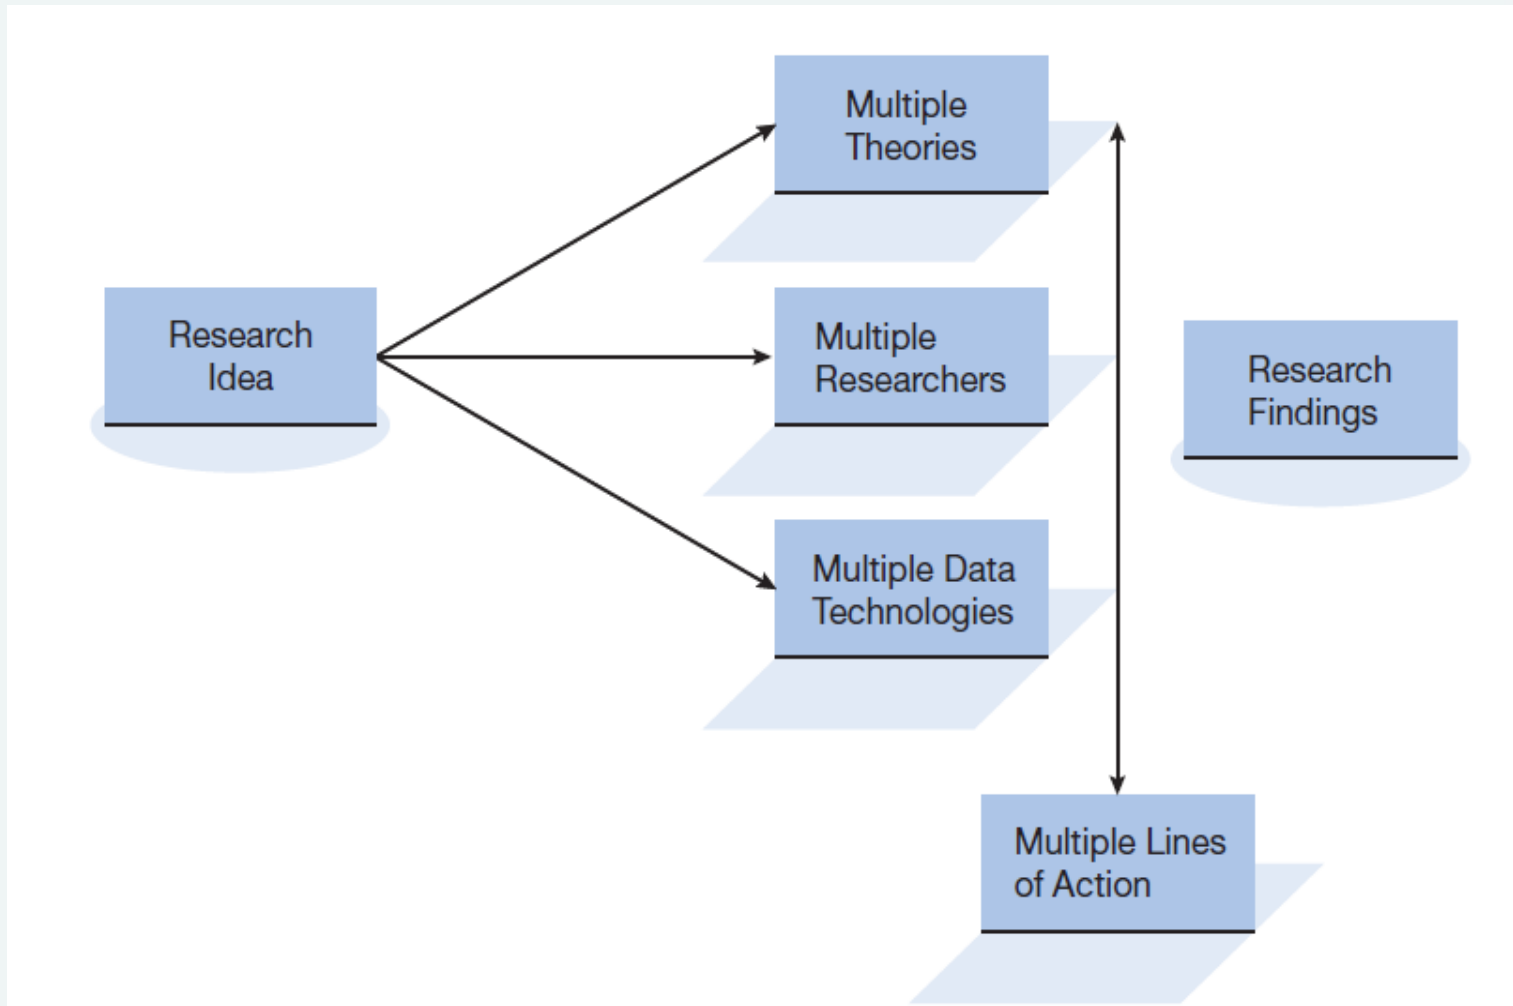 Multiple
Theories
Research
Idea
Multiple
Researchers
Research
Findings
Multiple Data
Technologies
Multiple Lines
of Action